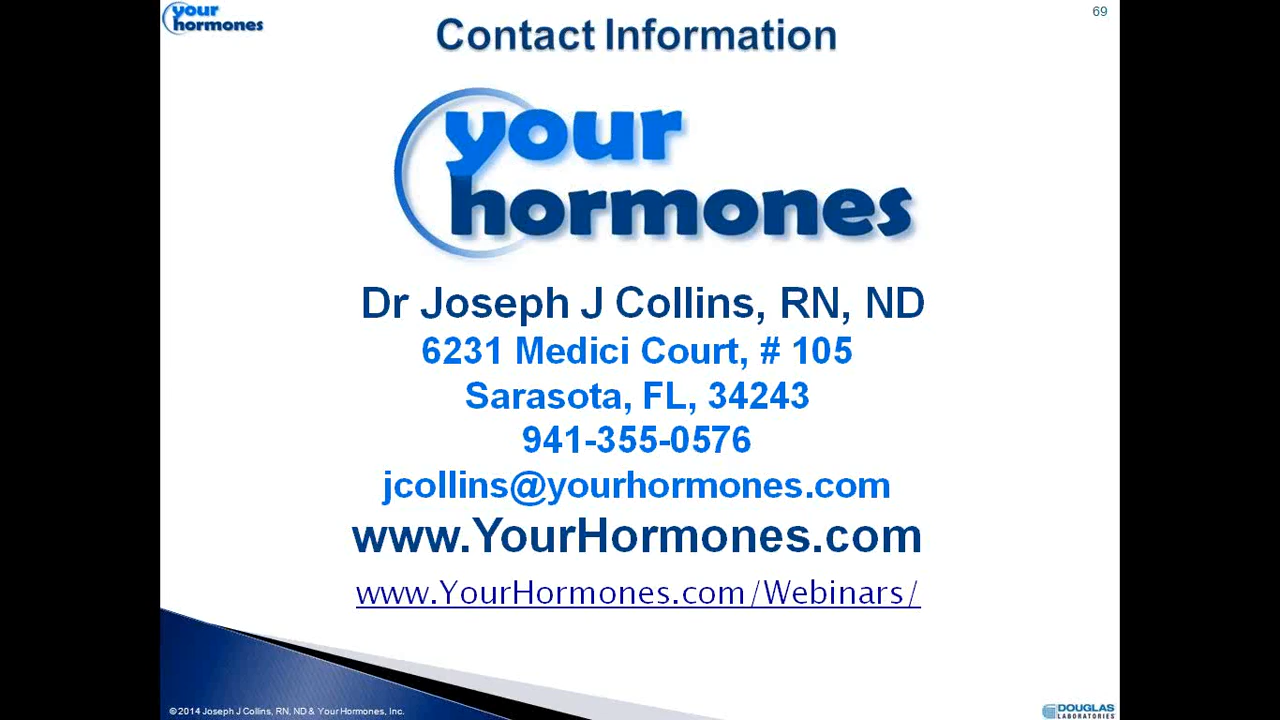 your
hormones
Contact Information
69
your
hormones
Dr Joseph J Collins, RN, ND
6231 Medici Court, # 105
Sarasota, FL, 34243
941-355-0576
jcollins@yourhormones.com
www.YourHormones.com
www.YourHormones.com/Webinars/
© 2014 Joseph J Collins, RN, ND & Your Hormones, Inc.
DOUGLAS
LABORATORIES